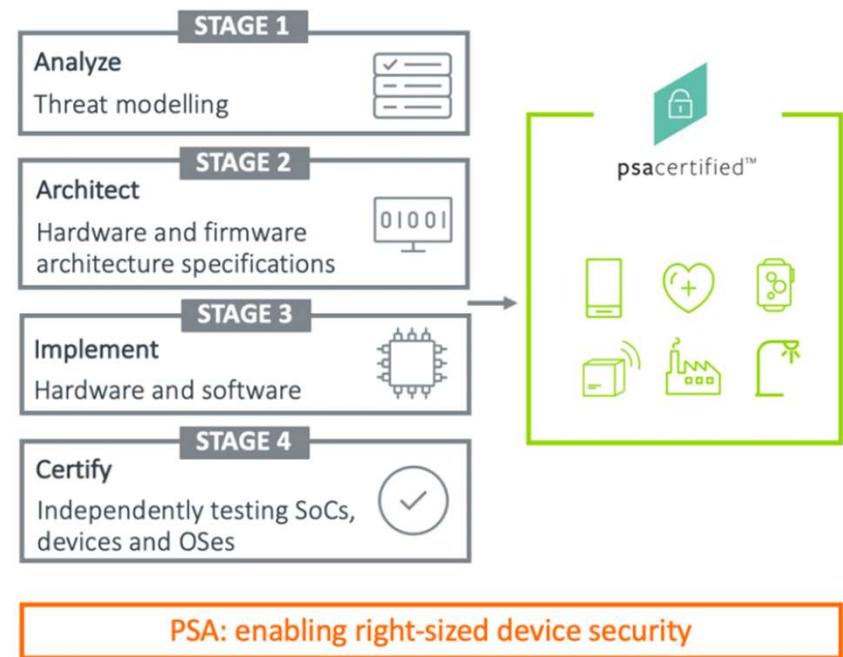 STAGE 1
Analyze
Threat modelling
STAGE 2
Architect
Hardware and firmware
architecture specifications
01001
STAGE 3
Implement
Hardware and software
STAGE 4
Certify
Independently testing SoCs,
devices and OSes
psacertified™
PSA: enabling right-sized device security